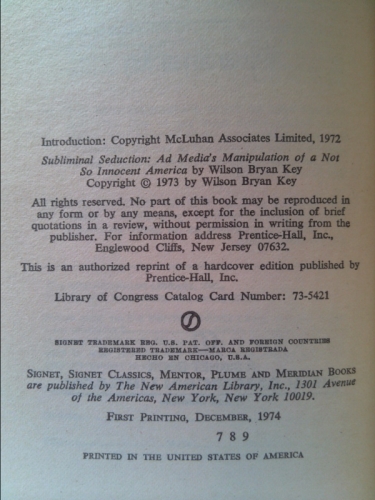 Introduction: Copyright McLuhan Associates Limited, 1972
Subliminal Seduction: Ad Media's Manipulation of a Not
So Innocent America by Wilson Bryan Key
Copyright © 1973 by Wilson Bryan Key
All rights reserved. No part of this book may be reproduced in
any form or by any means, except for the inclusion of brief
quotations in a review, without permission in writing from the
publisher. For information address Prentice-Hall, Inc.,
Englewood Cliffs, New Jersey 07632.
This is an authorized reprint of a hardcover edition published by
Prentice-Hall, Inc.
Library of Congress Catalog Card Number: 73-5421
SIGNET TRADEMARK REG. U.S. PAT. OFF. AND FOREIGN COUNTRIES
REGISTERED TRADEMARK—MARCA REGISTRADA
HECHO EN CHICAGO, U.S.A.
SIGNET, SIGNET CLASSICS, MENTOR, PLUME AND MERIDIAN BOOKS
are published by The New American Library, Inc., 1301 Avenue
of the Americas, New York, New York 10019.
FIRST PRINTING, DECEMBER, 1974
7 8 9
PRINTED IN THE UNITED STATES OF AMERICA